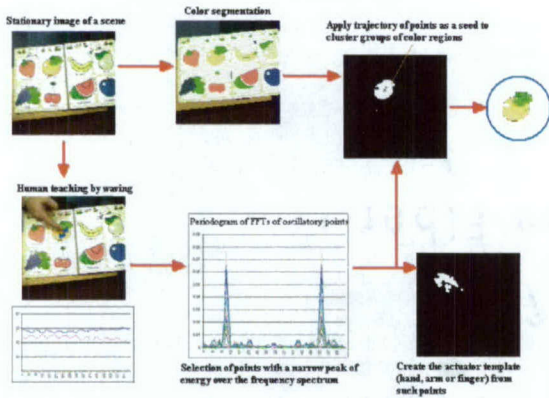 Stationary image of a scene
Color segmentation
Apply trajectory of points as a seed to
cluster groups of color regions
Human teaching by waving
Periodogram of FFTs of oscillatory points
Selection of points with a narrow peak of
energy over the frequency spectrum
Create the actuator template
(hand, arm or finger) from
such points